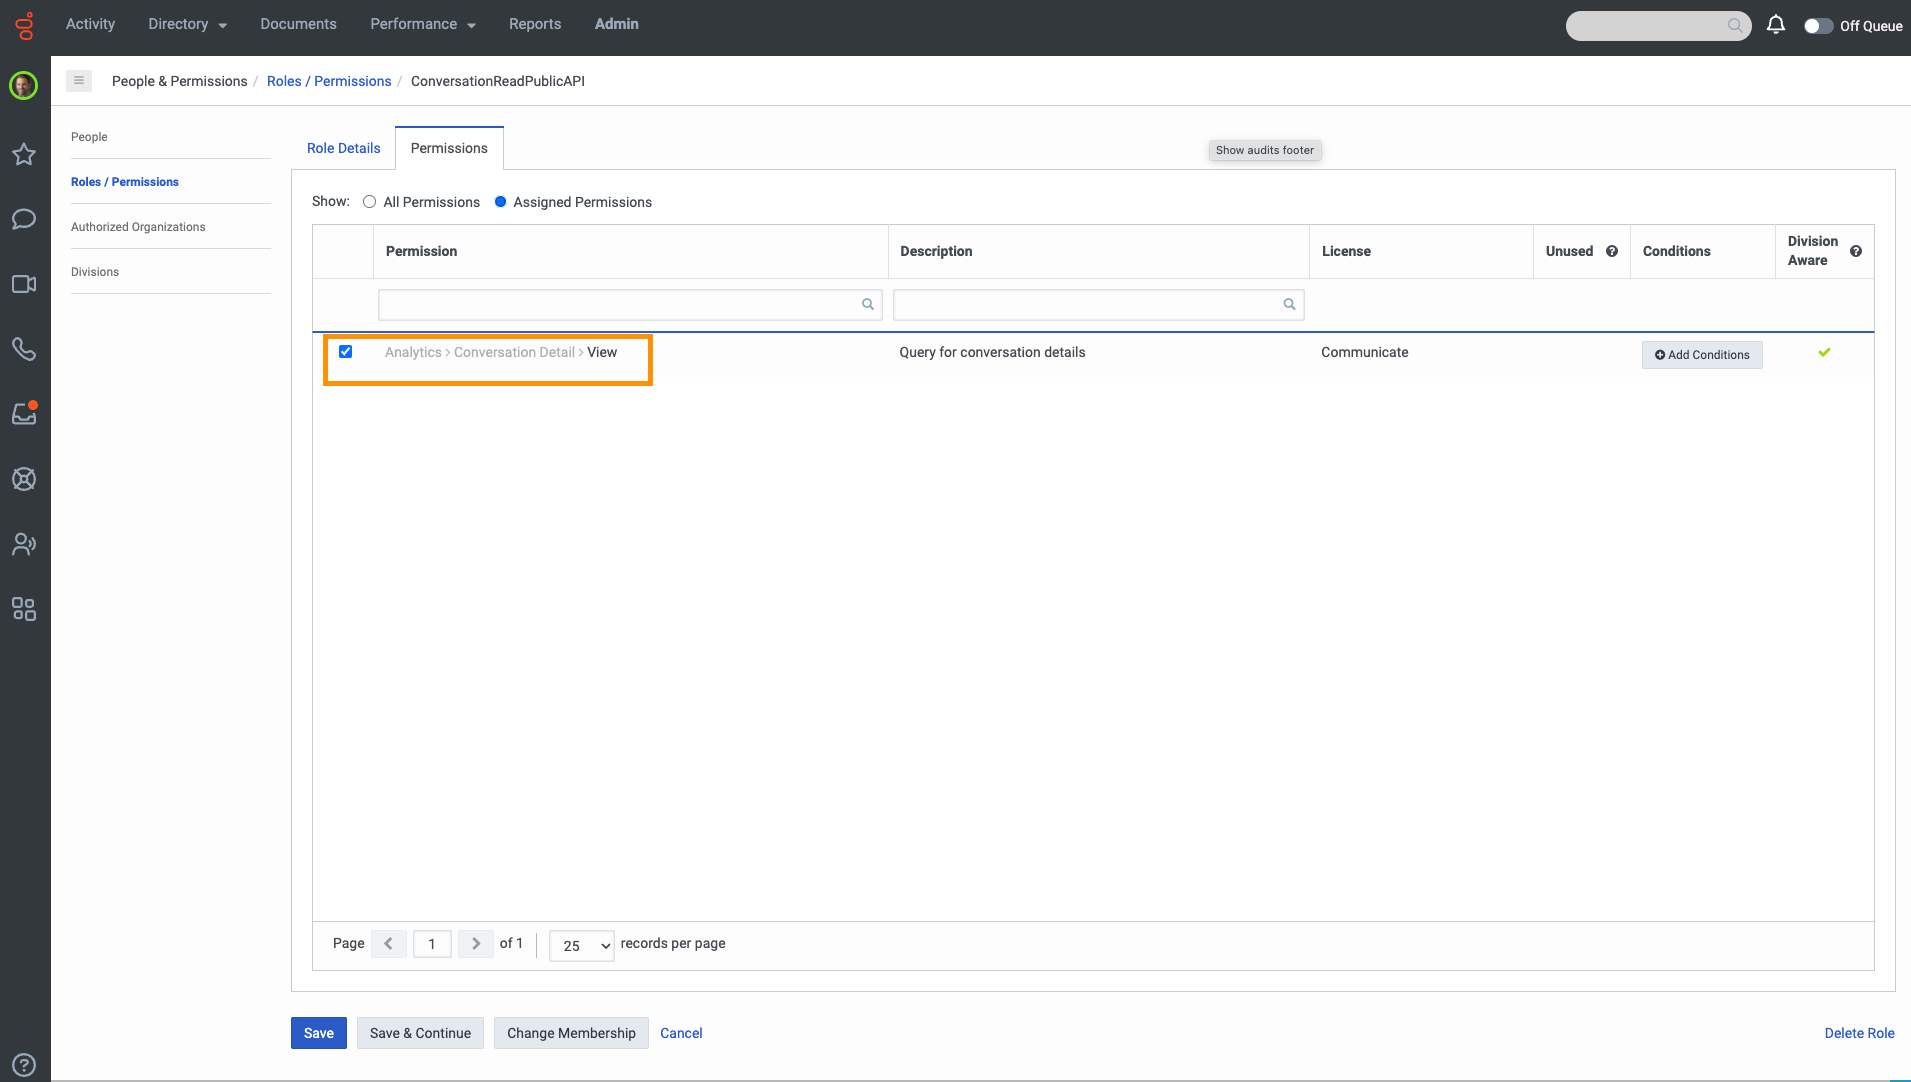 Activity
Directory
Documents
Performance
Reports
Admin
Off Queue
People & Permissions / Roles / Permissions / ConversationReadPublicAPI
People
Roles / Permissions
Authorized Organizations
Divisions
Role Details
Permissions
Show audits footer
Show: All Permissions Assigned Permissions
Permission
Description
License
Unused
Conditions
Division
Aware
Analytics > Conversation Detail > View
Query for conversation details
Communicate
Add Conditions
Page 1 of 1 25 records per page
Save
Save & Continue
Change Membership
Cancel
Delete Role